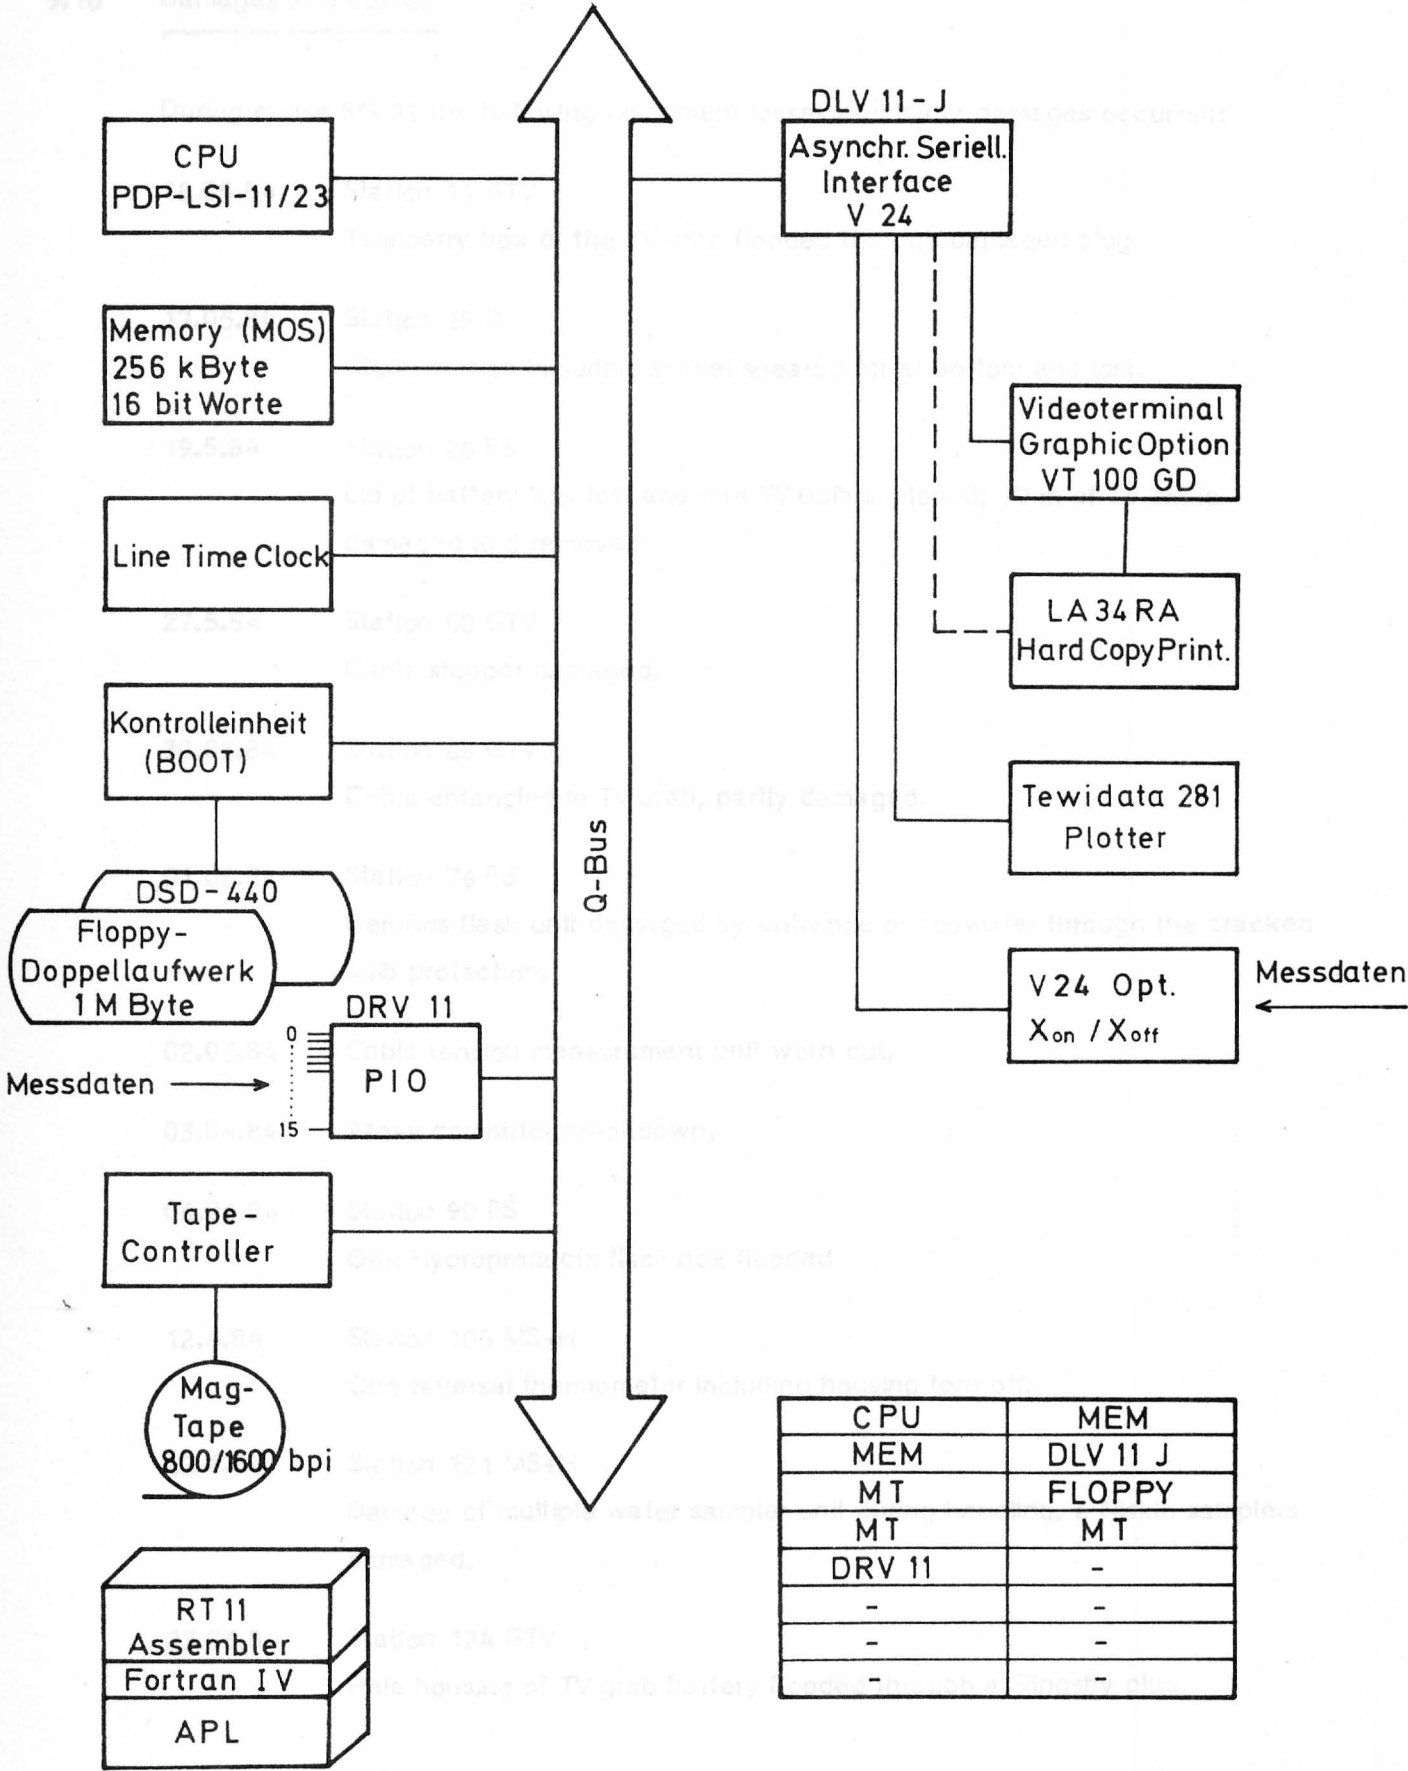 CPU
PDP-LSI-11/23
Memory (MOS)
256 kByte
16 bit Worte
Line Time Clock
Kontrolleinheit
(BOOT)
DSD-440
Floppy-
Doppellaufwerk
1 M Byte
DRV 11
0
PIO
Messdaten
15
Tape-
Controller
Mag-
Tape
800/1600 bpi
RT 11
Assembler
Fortran IV
APL
Q-Bus
DLV 11-J
Asynchr. Seriell.
Interface
V 24
Videoterminal
Graphic Option
VT 100 GD
LA 34 RA
Hard Copy Print.
Tewidata 281
Plotter
V 24 Opt.
Xon / Xoff
Messdaten
CPU MEM
MEM DLV 11 J
MT FLOPPY
MT MT
DRV 11 -
- -
- -
- -